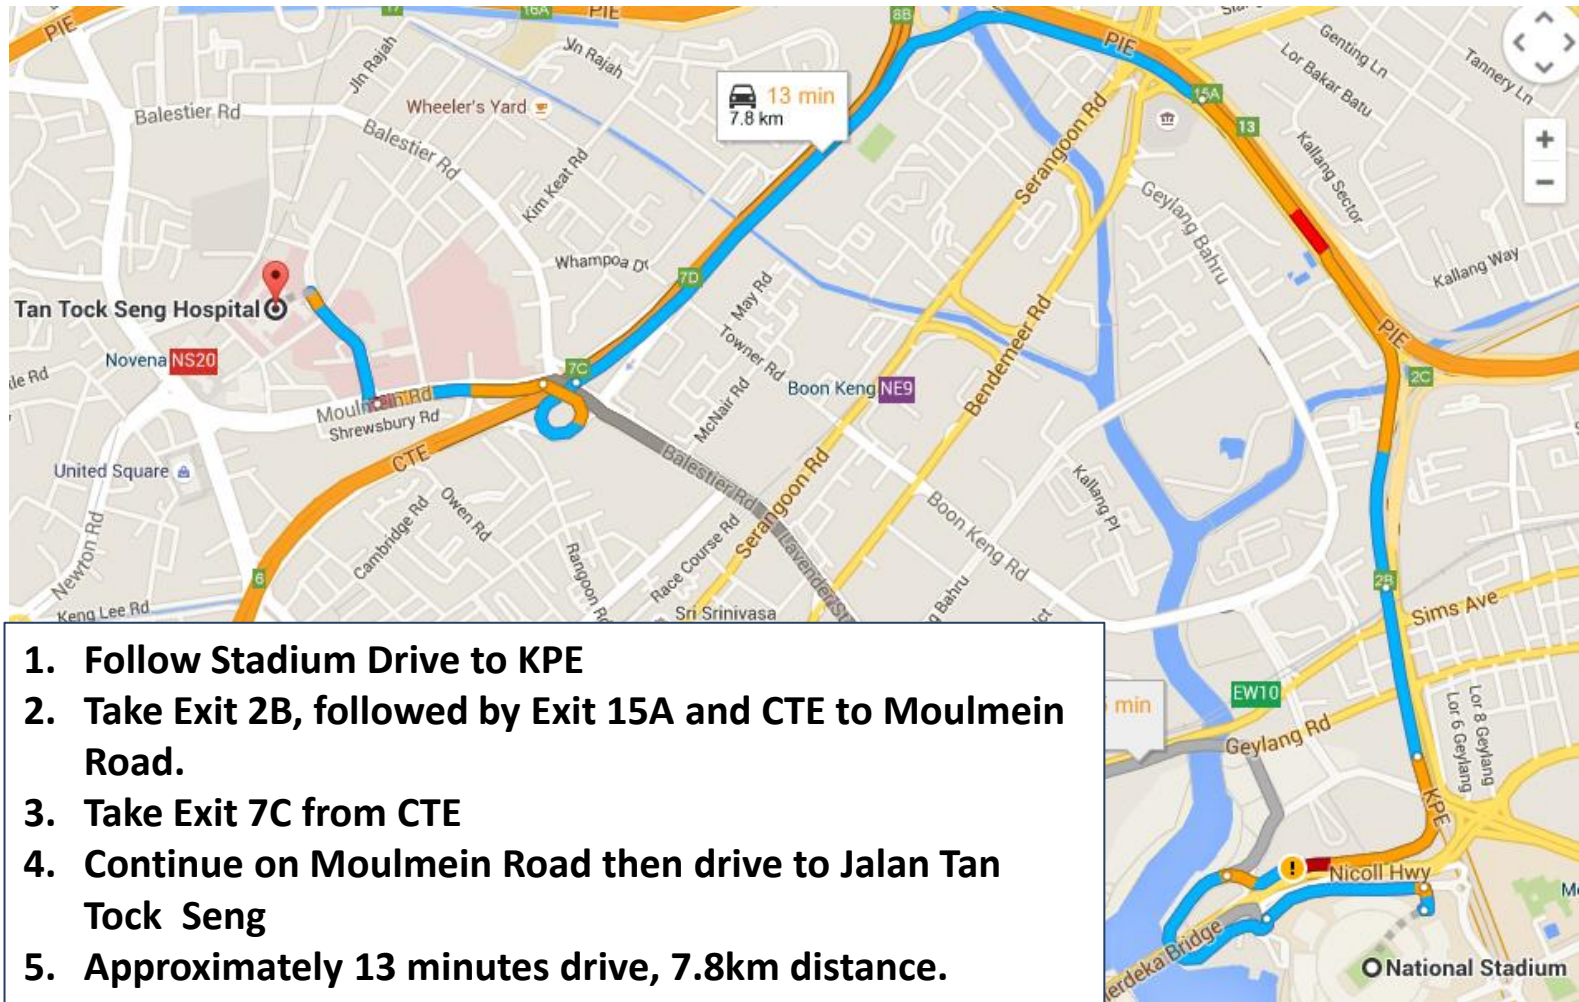 PIE
17
16A
PIE
8B
PIE
Jln Rajah
Jln Rajah
Genting Ln
Lor Bakar Batu
Tannery Ln
Balestier Rd
Wheeler's Yard
13 min
7.8 km
15A
13
Balestier Rd
Kim Keat Rd
Serangoon Rd
Kallang Sector
Geylang Bahru
Kallang Way
Whampoa Dr
7D
May Rd
Tan Tock Seng Hospital
Towner Rd
Bendemeer Rd
PIE
Novena NS20
7C
2C
Boon Keng NE9
Moulmein Rd
Shrewsbury Rd
McNair Rd
CTE
United Square
Balestier Rd
Serangoon Rd
Kallang Pl
Owen Rd
Cambridge Rd
Boon Keng Rd
Newton Rd
Race Course Rd
Lavender St
Rangoon Rd
6
2B
Keng Lee Rd
Sri Srinivasa
Sims Ave
1. Follow Stadium Drive to KPE
2. Take Exit 2B, followed by Exit 15A and CTE to Moulmein
Road.
3. Take Exit 7C from CTE
4. Continue on Moulmein Road then drive to Jalan Tan
Tock Seng
5. Approximately 13 minutes drive, 7.8km distance.
min
EW10
Geylang Rd
Lor 6 Geylang
Lor 8 Geylang
KPE
Nicoll Hwy
Merdeka Bridge
National Stadium